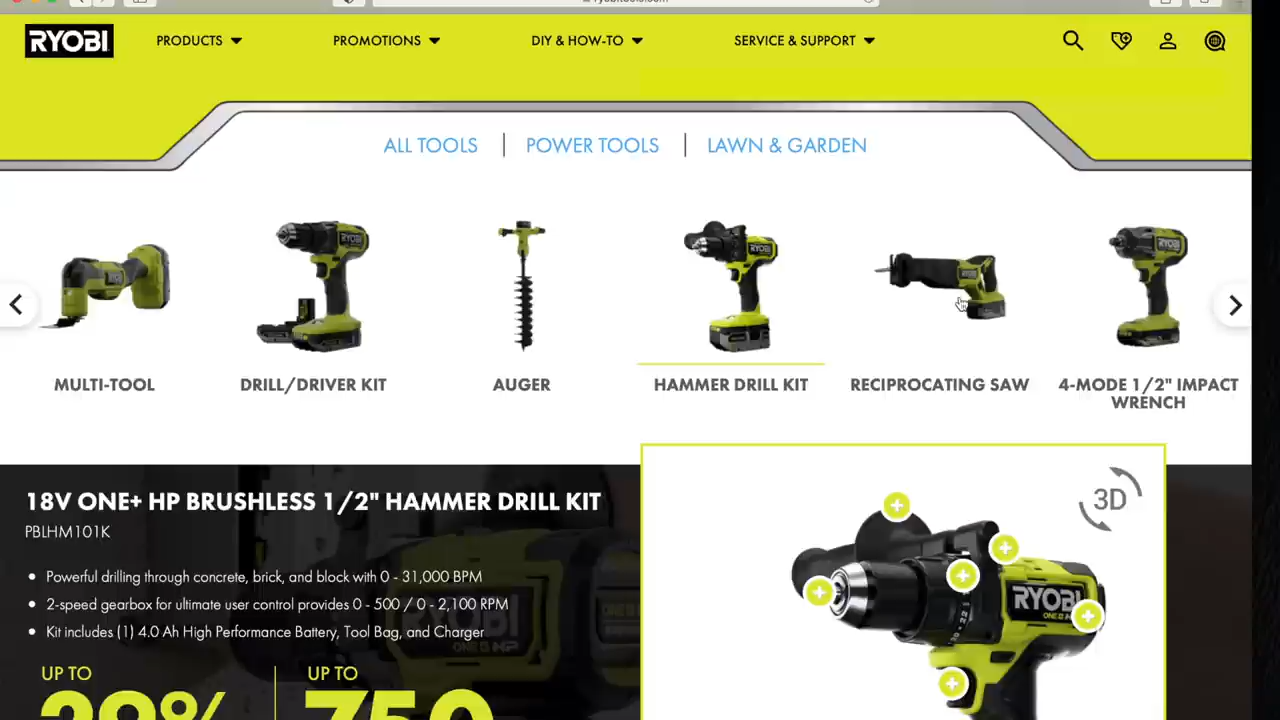 RYOBI
PRODUCTS
PROMOTIONS
DIY & HOW-TO
SERVICE & SUPPORT
ALL TOOLS
POWER TOOLS
LAWN & GARDEN
MULTI-TOOL
DRILL/DRIVER KIT
AUGER
HAMMER DRILL KIT
RECIPROCATING SAW
4-MODE 1/2" IMPACT
WRENCH
18V ONE+ HP BRUSHLESS 1/2" HAMMER DRILL KIT
PBLHM101K
• Powerful drilling through concrete, brick, and block with 0 - 31,000 BPM
• 2-speed gearbox for ultimate user control provides 0 - 500 / 0 - 2,100 RPM
• Kit includes (1) 4.0 Ah High Performance Battery, Tool Bag, and Charger
UP TO
UP TO
750
3D
RYOBI
ONE+ HP